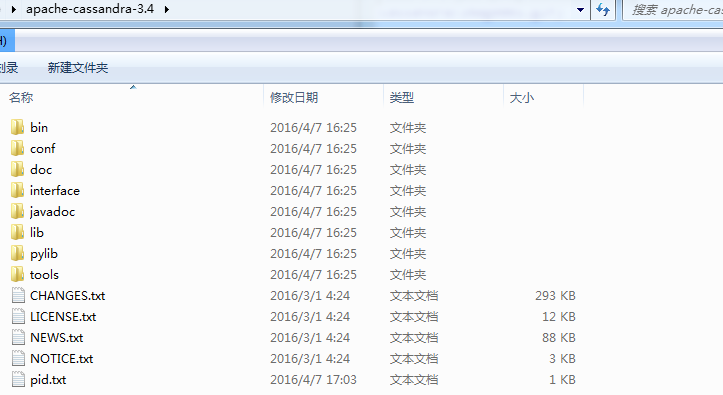 apache-cassandra-3.4
搜索 apache-cas
H)
刻录 新建文件夹
名称 修改日期 类型 大小
bin 2016/4/7 16:25 文件夹
conf 2016/4/7 16:25 文件夹
doc 2016/4/7 16:25 文件夹
interface 2016/4/7 16:25 文件夹
javadoc 2016/4/7 16:25 文件夹
lib 2016/4/7 16:25 文件夹
pylib 2016/4/7 16:25 文件夹
tools 2016/4/7 16:25 文件夹
CHANGES.txt 2016/3/1 4:24 文本文档 293 KB
LICENSE.txt 2016/3/1 4:24 文本文档 12 KB
NEWS.txt 2016/3/1 4:24 文本文档 88 KB
NOTICE.txt 2016/3/1 4:24 文本文档 3 KB
pid.txt 2016/4/7 17:03 文本文档 1 KB